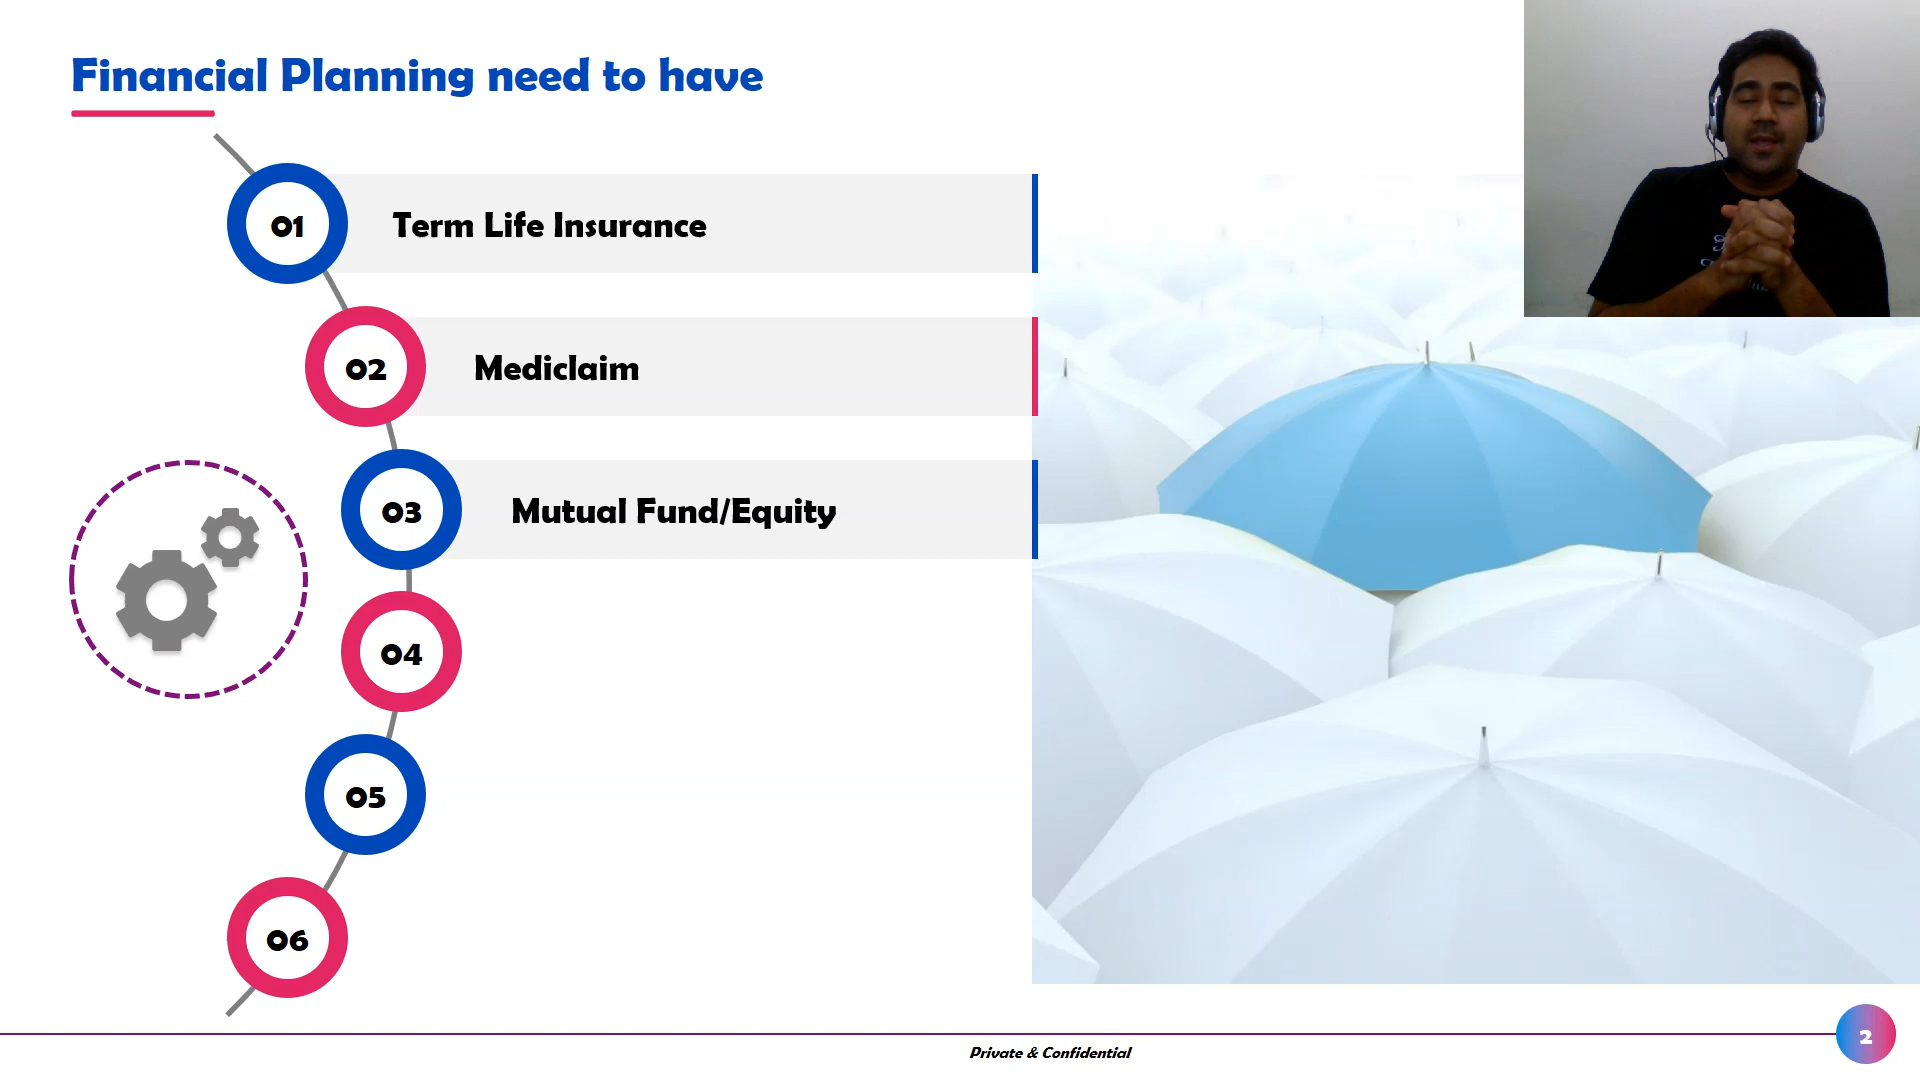 Financial Planning need to have
01
Term Life Insurance
02
Mediclaim
03
Mutual Fund/Equity
04
05
06
Private & Confidential
2